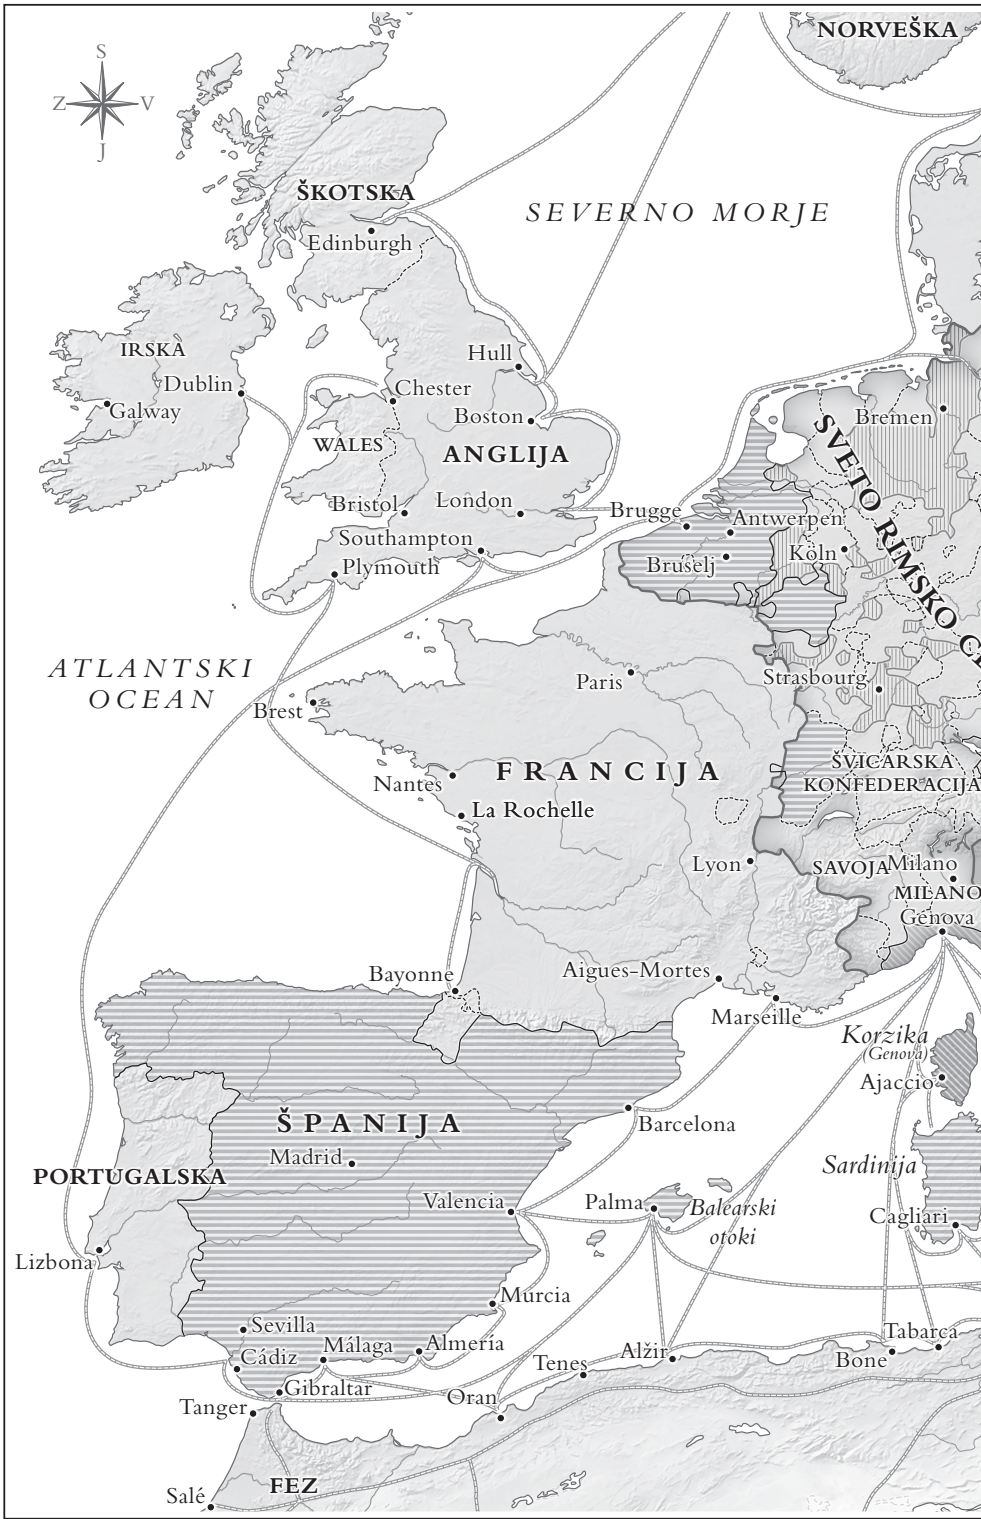 NORVEŠKA
S
Z
V
J
ŠKOTSKA
SEVERNO MORJE
Edinburgh
IRSKA
Hull
Dublin
Chester
Galway
Boston
Bremen
WALES
ANGLIJA
SVETO RIMSKO CE
Bristol
London
Brugge
Antwerpen
Southampton
Köln
Bruselj
Plymouth
ATLANTSKI
OCEAN
Paris
Strasbourg
Brest
ŠVICARSKA
KONFEDERACIJA
FRANCIJA
Nantes
La Rochelle
Lyon
SAVOJA
Milano
MILANO
Genova
Bayonne
Aigues-Mortes
Marseille
Korzika
(Genova)
Ajaccio
ŠPANIJA
Barcelona
Madrid
Sardinija
PORTUGALSKA
Valencia
Palma
Balearski
otoki
Cagliari
Lizbona
Murcia
Sevilla
Málaga
Almería
Tabarca
Cádiz
Tenes
Alžir
Bone
Gibraltar
Oran
Tanger
FEZ
Salé